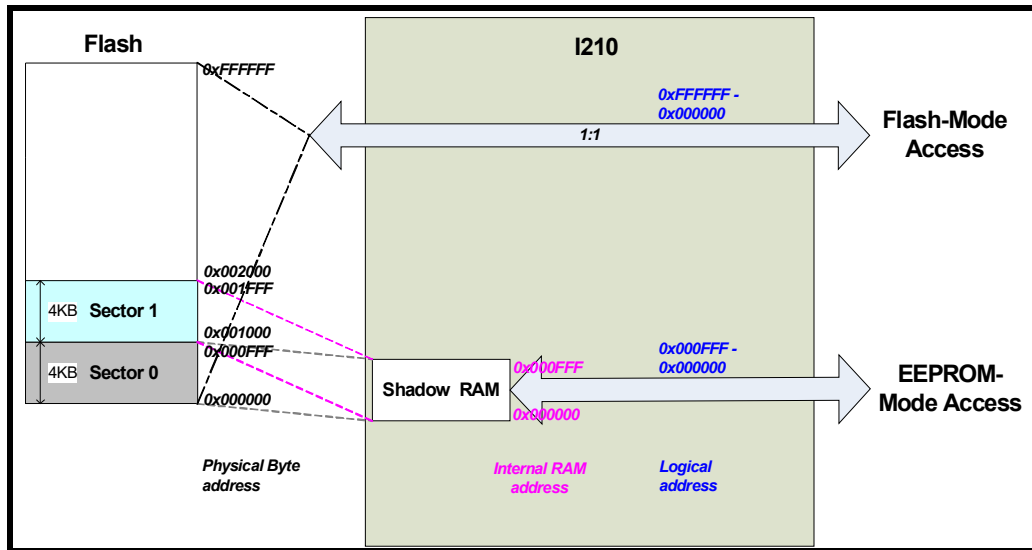 Flash
I210
0xFFFFFF
0xFFFFFF -
0x000000
1:1
Flash-Mode
Access
0x002000
0x001FFF
4KB Sector 1
0x001000
0x000FFF
4KB Sector 0
0x000000
Shadow RAM
0x000FFF
0x000000
0x000FFF -
0x000000
EEPROM-
Mode Access
Physical Byte
address
Internal RAM
address
Logical
address